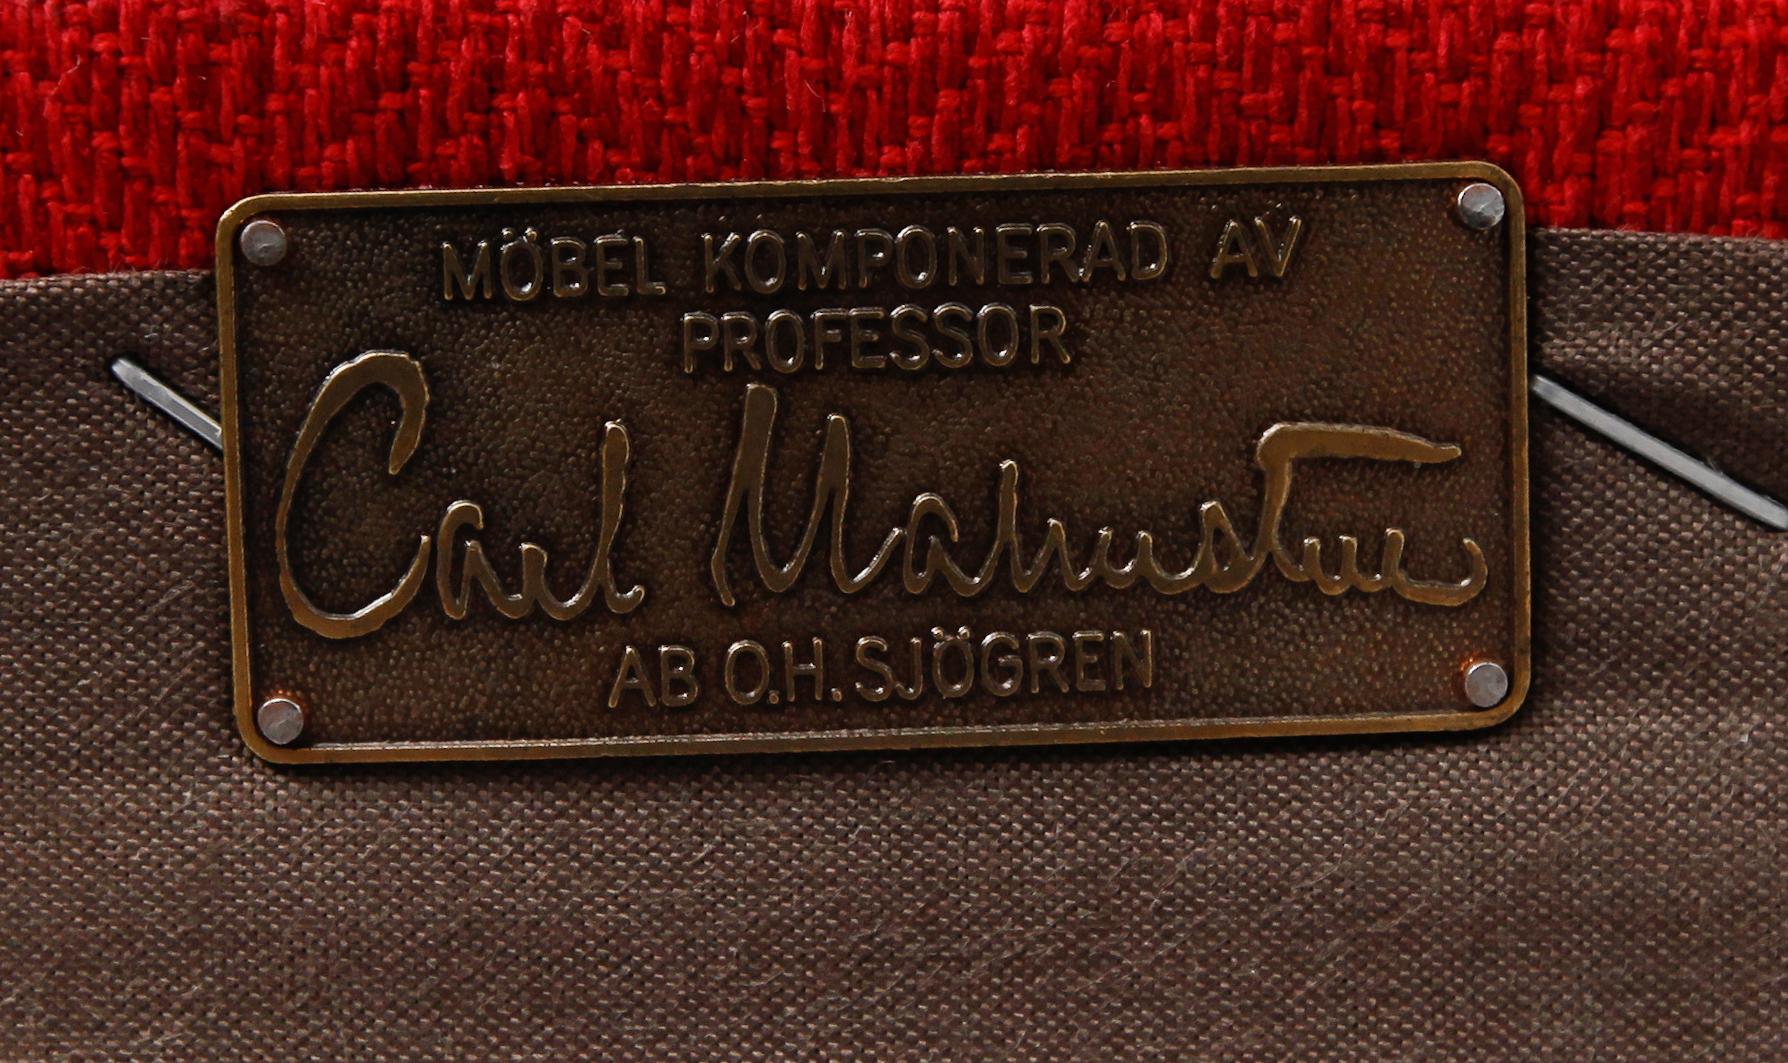 MÖBEL KOMPONERAD AV
PROFESSOR
Carl Malmsten
AB O.H. SJÖGREN